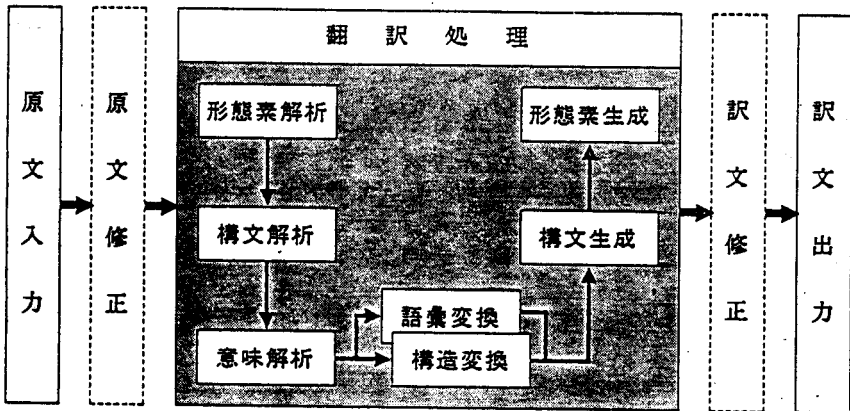 原文入力
原文修正
翻訳処理
形態素解析
構文解析
意味解析
語彙変換
構造変換
構文生成
形態素生成
訳文修正
訳文出力